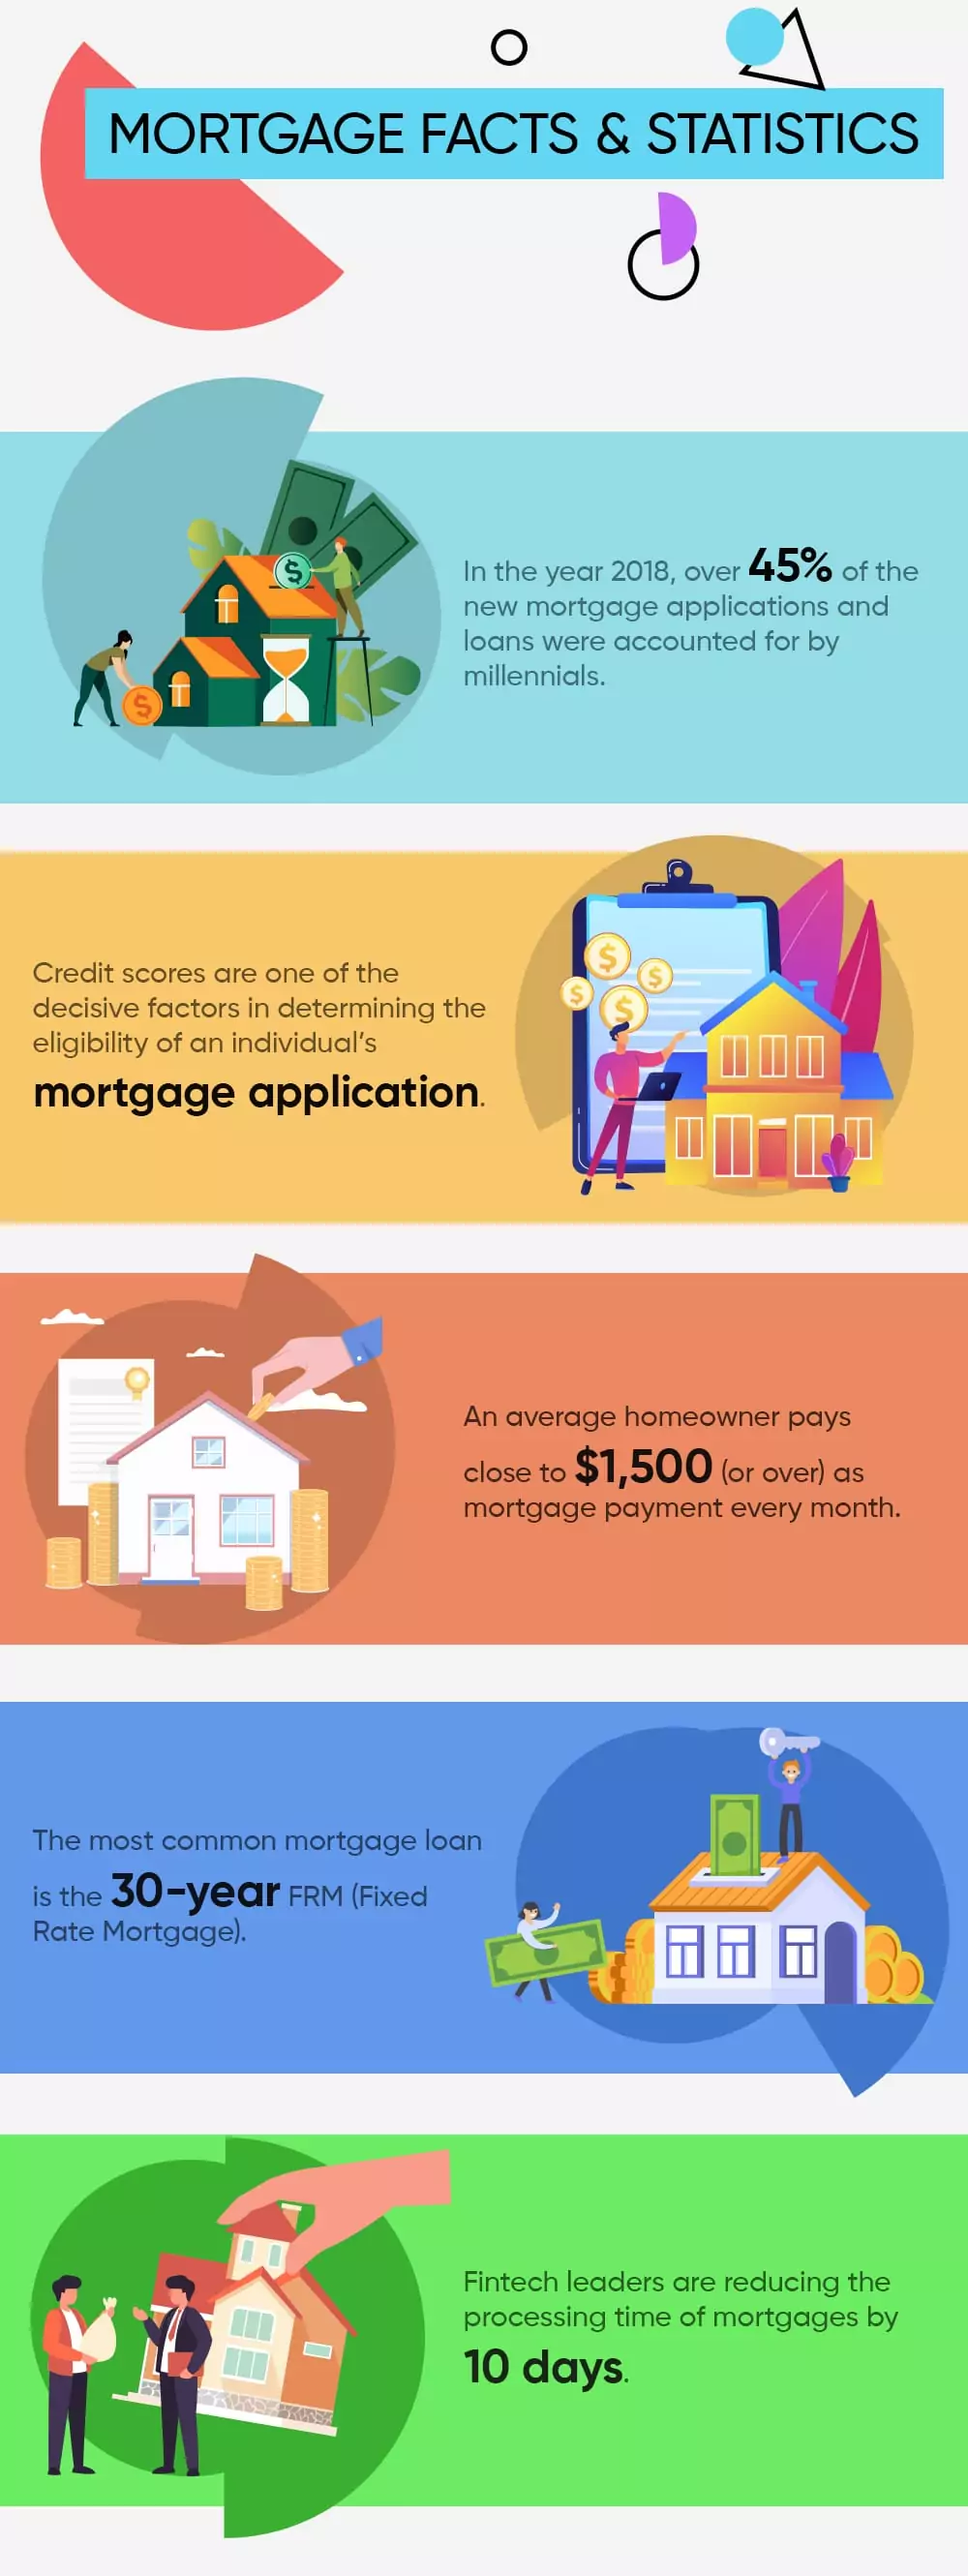 MORTGAGE FACTS & STATISTICS
In the year 2018, over 45% of the
new mortgage applications and
loans were accounted for by
millennials.
Credit scores are one of the
decisive factors in determining the
eligibility of an individual's
mortgage application.
An average homeowner pays
close to $1,500 (or over) as
mortgage payment every month.
The most common mortgage loan
is the 30-year FRM (Fixed
Rate Mortgage).
Fintech leaders are reducing the
processing time of mortgages by
10 days.